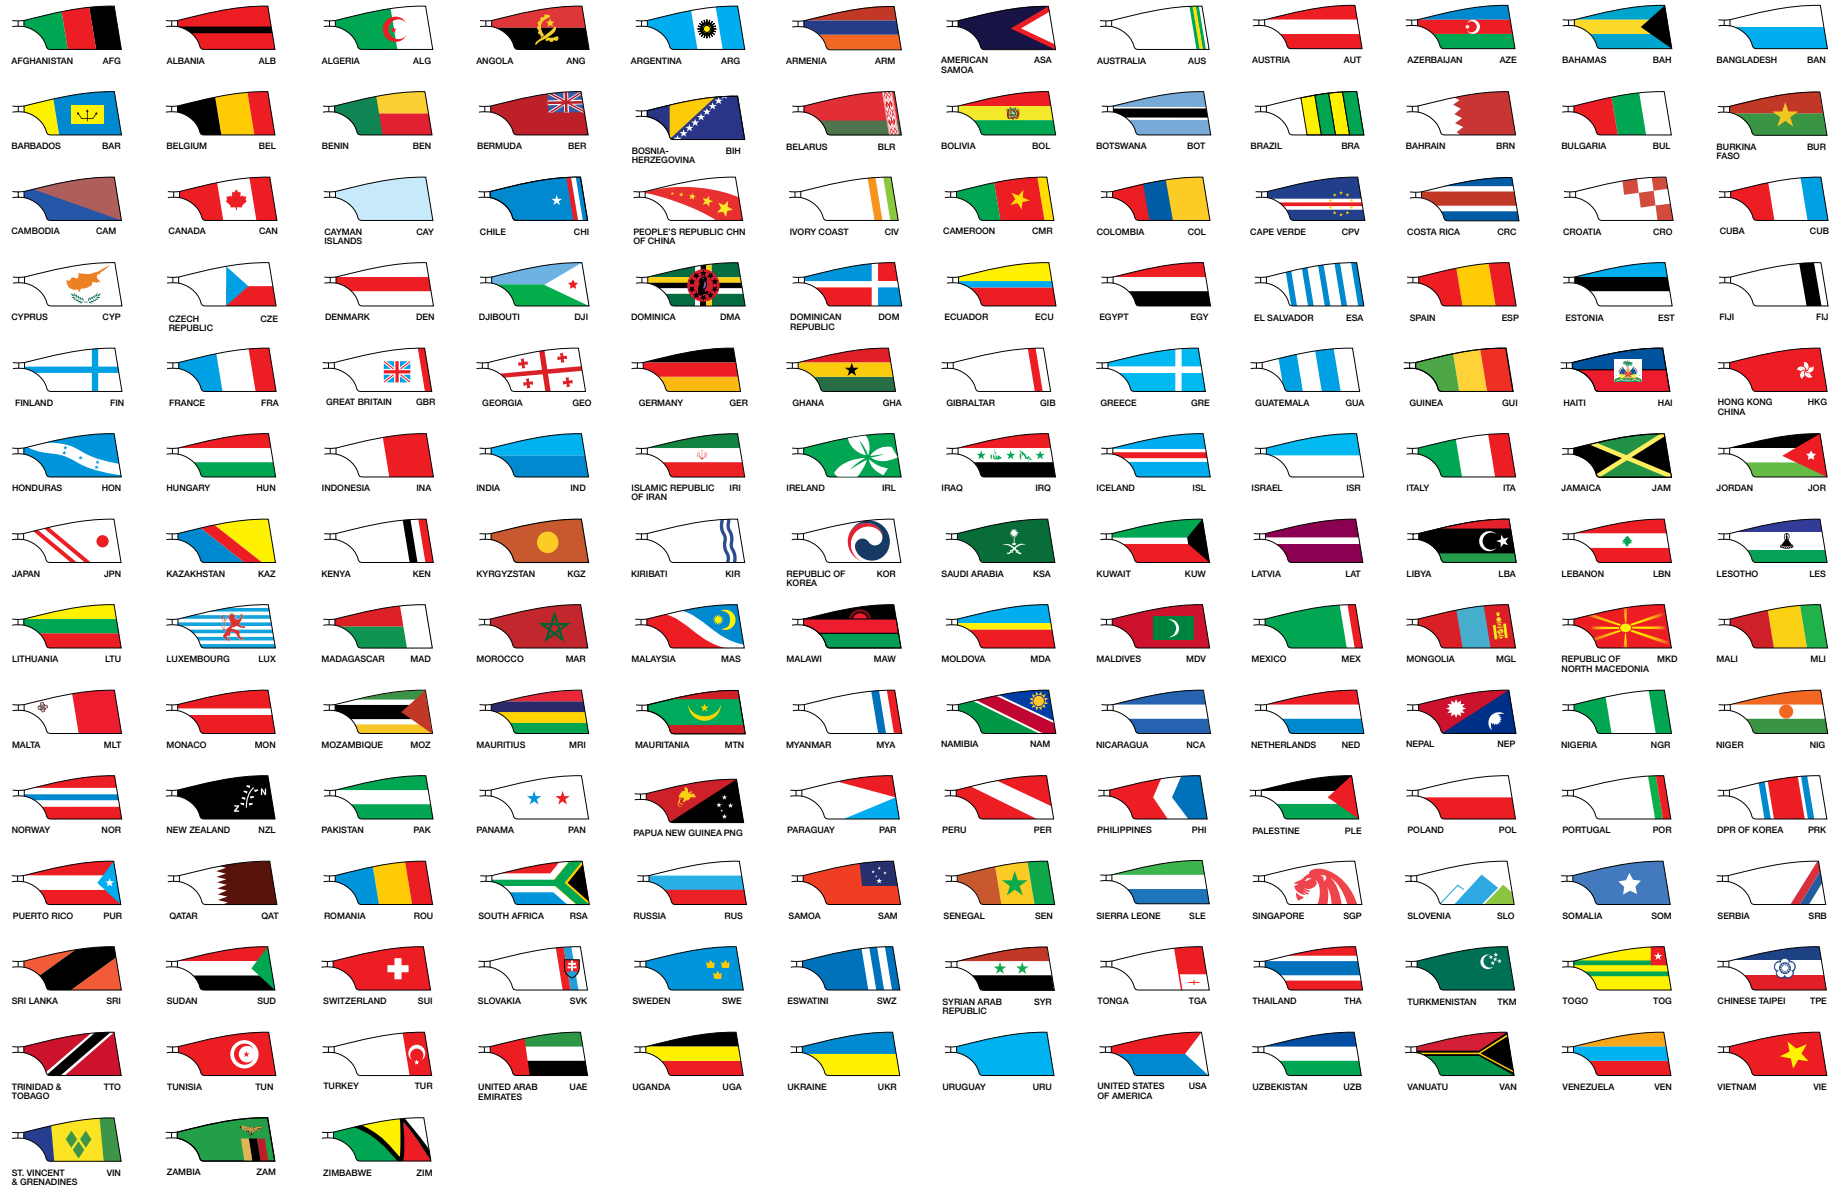 AFGHANISTAN AFG
ALBANIA ALB
ALGERIA ALG
ANGOLA ANG
ARGENTINA ARG
ARMENIA ARM
AMERICAN ASA
SAMOA
AUSTRALIA AUS
AUSTRIA AUT
AZERBAIJAN AZE
BAHAMAS BAH
BANGLADESH BAN
BARBADOS BAR
BELGIUM BEL
BENIN BEN
BERMUDA BER
BOSNIA- BIH
HERZEGOVINA
BELARUS BLR
BOLIVIA BOL
BOTSWANA BOT
BRAZIL BRA
BAHRAIN BRN
BULGARIA BUL
BURKINA BUR
FASO
CAMBODIA CAM
CANADA CAN
CAYMAN CAY
ISLANDS
CHILE CHI
PEOPLE'S REPUBLIC CHN
OF CHINA
IVORY COAST CIV
CAMEROON CMR
COLOMBIA COL
CAPE VERDE CPV
COSTA RICA CRC
CROATIA CRO
CUBA CUB
CYPRUS CYP
CZECH CZE
REPUBLIC
DENMARK DEN
DJIBOUTI DJI
DOMINICA DMA
DOMINICAN DOM
REPUBLIC
ECUADOR ECU
EGYPT EGY
EL SALVADOR ESA
SPAIN ESP
ESTONIA EST
FIJI FIJ
FINLAND FIN
FRANCE FRA
GREAT BRITAIN GBR
GEORGIA GEO
GERMANY GER
GHANA GHA
GIBRALTAR GIB
GREECE GRE
GUATEMALA GUA
GUINEA GUI
HAITI HAI
HONG KONG HKG
CHINA
HONDURAS HON
HUNGARY HUN
INDONESIA INA
INDIA IND
ISLAMIC REPUBLIC IRI
OF IRAN
IRELAND IRL
IRAQ IRQ
ICELAND ISL
ISRAEL ISR
ITALY ITA
JAMAICA JAM
JORDAN JOR
JAPAN JPN
KAZAKHSTAN KAZ
KENYA KEN
KYRGYZSTAN KGZ
KIRIBATI KIR
REPUBLIC OF KOR
KOREA
SAUDI ARABIA KSA
KUWAIT KUW
LATVIA LAT
LIBYA LBA
LEBANON LBN
LESOTHO LES
LITHUANIA LTU
LUXEMBOURG LUX
MADAGASCAR MAD
MOROCCO MAR
MALAYSIA MAS
MALAWI MAW
MOLDOVA MDA
MALDIVES MDV
MEXICO MEX
MONGOLIA MGL
REPUBLIC OF MKD
NORTH MACEDONIA
MALI MLI
MALTA MLT
MONACO MON
MOZAMBIQUE MOZ
MAURITIUS MRI
MAURITANIA MTN
MYANMAR MYA
NAMIBIA NAM
NICARAGUA NCA
NETHERLANDS NED
NEPAL NEP
NIGERIA NGR
NIGER NIG
NORWAY NOR
Z N
NEW ZEALAND NZL
PAKISTAN PAK
PANAMA PAN
PAPUA NEW GUINEA PNG
PARAGUAY PAR
PERU PER
PHILIPPINES PHI
PALESTINE PLE
POLAND POL
PORTUGAL POR
DPR OF KOREA PRK
PUERTO RICO PUR
QATAR QAT
ROMANIA ROU
SOUTH AFRICA RSA
RUSSIA RUS
SAMOA SAM
SENEGAL SEN
SIERRA LEONE SLE
SINGAPORE SGP
SLOVENIA SLO
SOMALIA SOM
SERBIA SRB
SRI LANKA SRI
SUDAN SUD
SWITZERLAND SUI
SLOVAKIA SVK
SWEDEN SWE
ESWATINI SWZ
SYRIAN ARAB SYR
REPUBLIC
TONGA TGA
THAILAND THA
TURKMENISTAN TKM
TOGO TOG
CHINESE TAIPEI TPE
TRINIDAD & TTO
TOBAGO
TUNISIA TUN
TURKEY TUR
UNITED ARAB UAE
EMIRATES
UGANDA UGA
UKRAINE UKR
URUGUAY URU
UNITED STATES USA
OF AMERICA
UZBEKISTAN UZB
VANUATU VAN
VENEZUELA VEN
VIETNAM VIE
ST. VINCENT VIN
& GRENADINES
ZAMBIA ZAM
ZIMBABWE ZIM